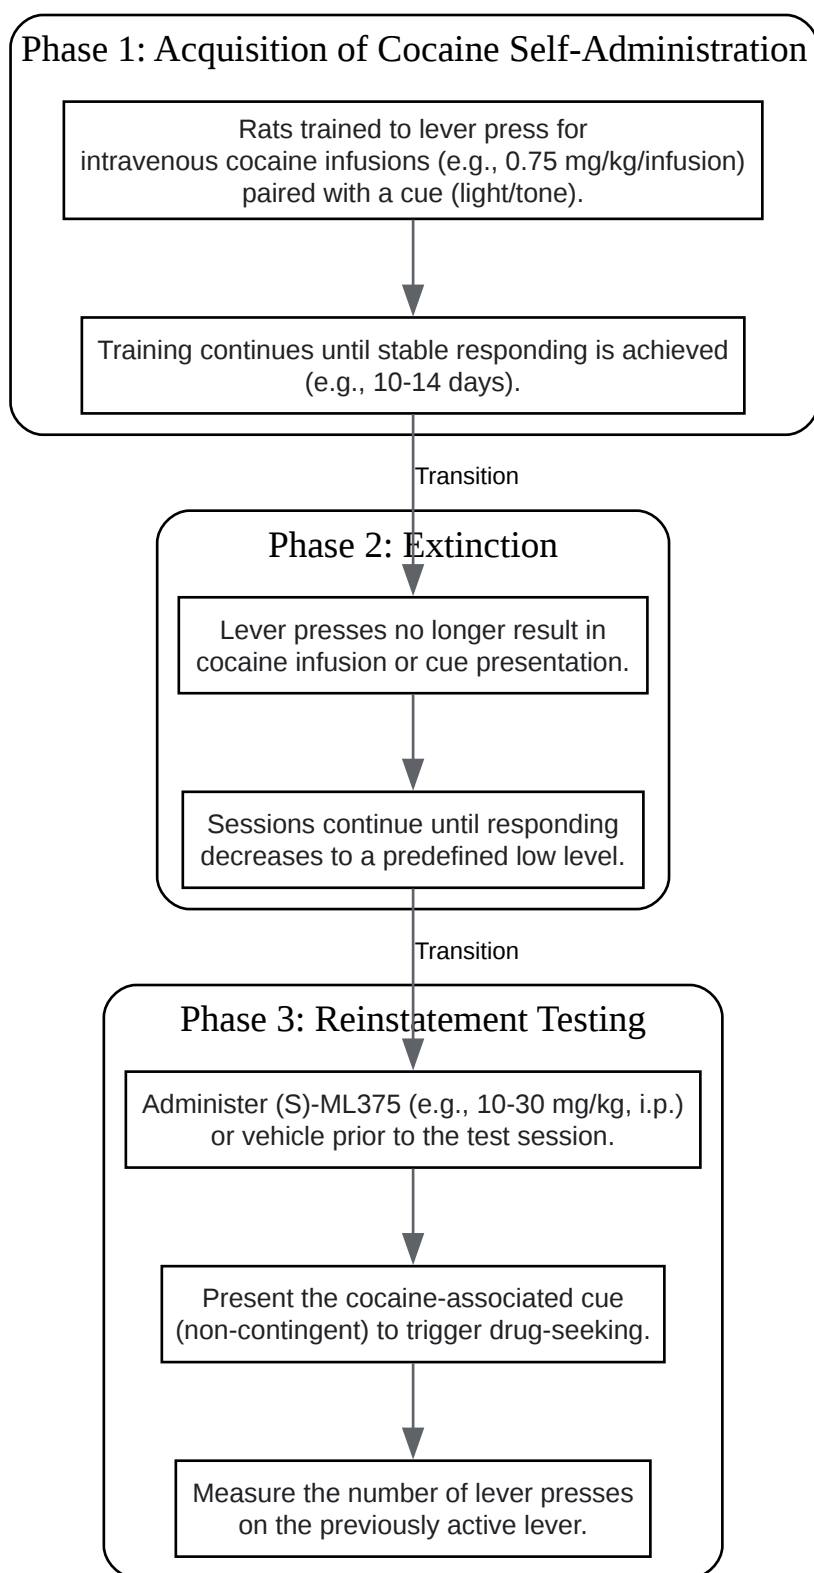 Phase 1: Acquisition of Cocaine Self-Administration
Rats trained to lever press for
intravenous cocaine infusions (e.g., 0.75 mg/kg/infusion)
paired with a cue (light/tone).
Training continues until stable responding is achieved
(e.g., 10-14 days).
Transition
Phase 2: Extinction
Lever presses no longer result in
cocaine infusion or cue presentation.
Sessions continue until responding
decreases to a predefined low level.
Transition
Phase 3: Reinstatement Testing
Administer (S)-ML375 (e.g., 10-30 mg/kg, i.p.)
or vehicle prior to the test session.
Present the cocaine-associated cue
(non-contingent) to trigger drug-seeking.
Measure the number of lever presses
on the previously active lever.